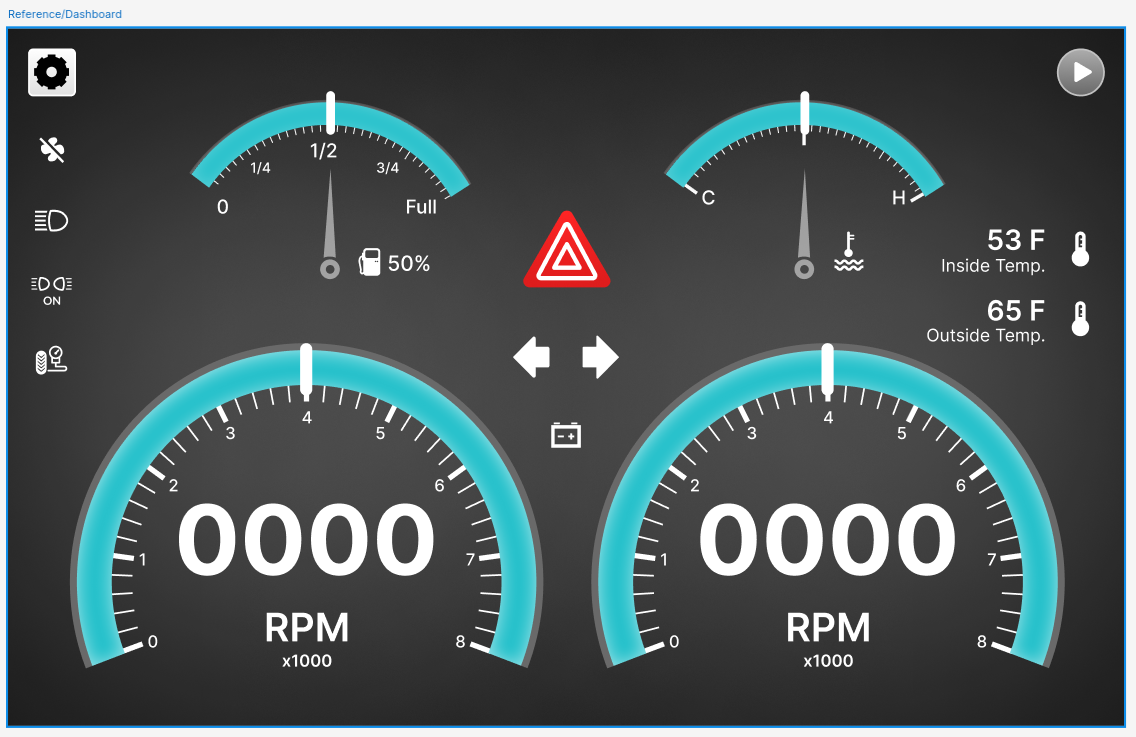 Reference/Dashboard
1/2
1/4
3/4
0
Full
50%
C
H
53 F
Inside Temp.
65 F
Outside Temp.
ON
0
1
2
3
4
5
6
7
8
0000
RPM
x1000
0
1
2
3
4
5
6
7
8
0000
RPM
x1000